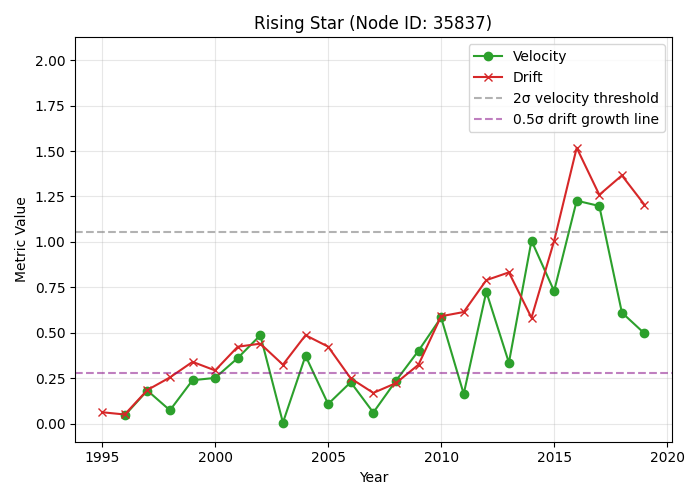 Rising Star (Node ID: 35837)
Velocity
Drift
2σ velocity threshold
0.5σ drift growth line
Metric Value
2.00
1.75
1.50
1.25
1.00
0.75
0.50
0.25
0.00
1995
2000
2005
2010
2015
2020
Year